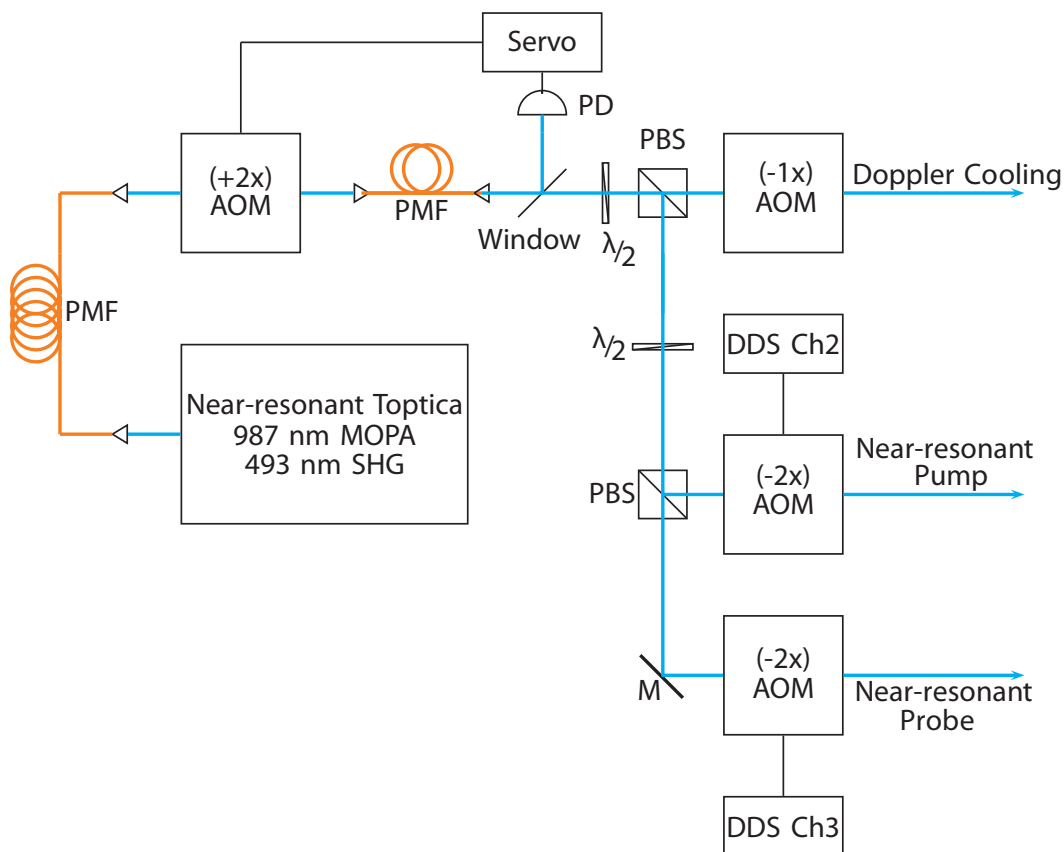 Servo
PD
PBS
(+2x)
AOM
PMF
Window
λ/2
(-1x)
AOM
Doppler Cooling
PMF
λ/2
DDS Ch2
Near-resonant Toptica
987 nm MOPA
493 nm SHG
PBS
(-2x)
AOM
Near-resonant
Pump
M
(-2x)
AOM
Near-resonant
Probe
DDS Ch3